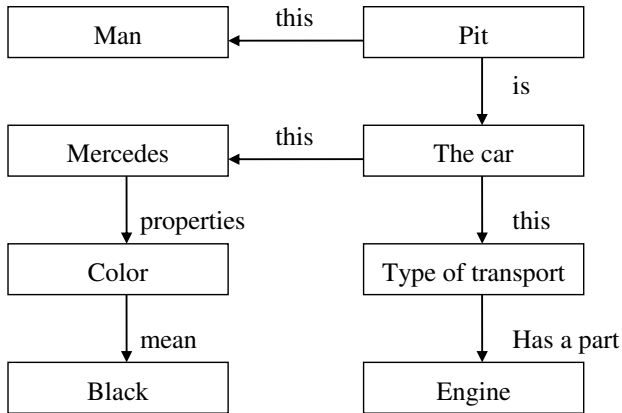 this
Man
Pit
is
this
Mercedes
The car
properties
this
Color
Type of transport
mean
Has a part
Black
Engine